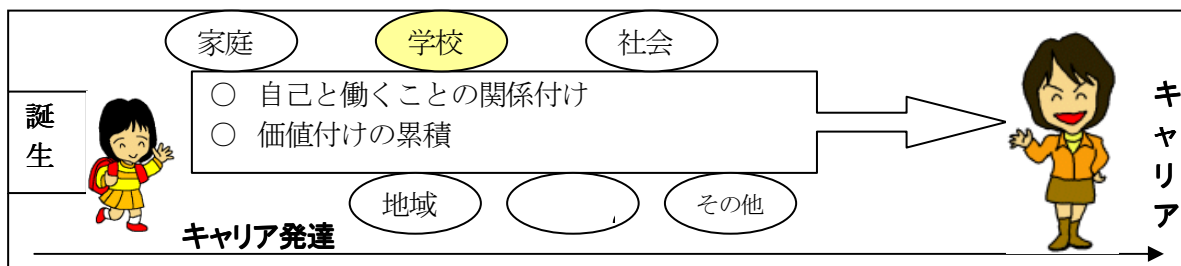 家庭
学校
社会
誕生
○ 自己と働くことの関係付け
○ 価値付けの累積
キャリア
地域
その他
キャリア発達